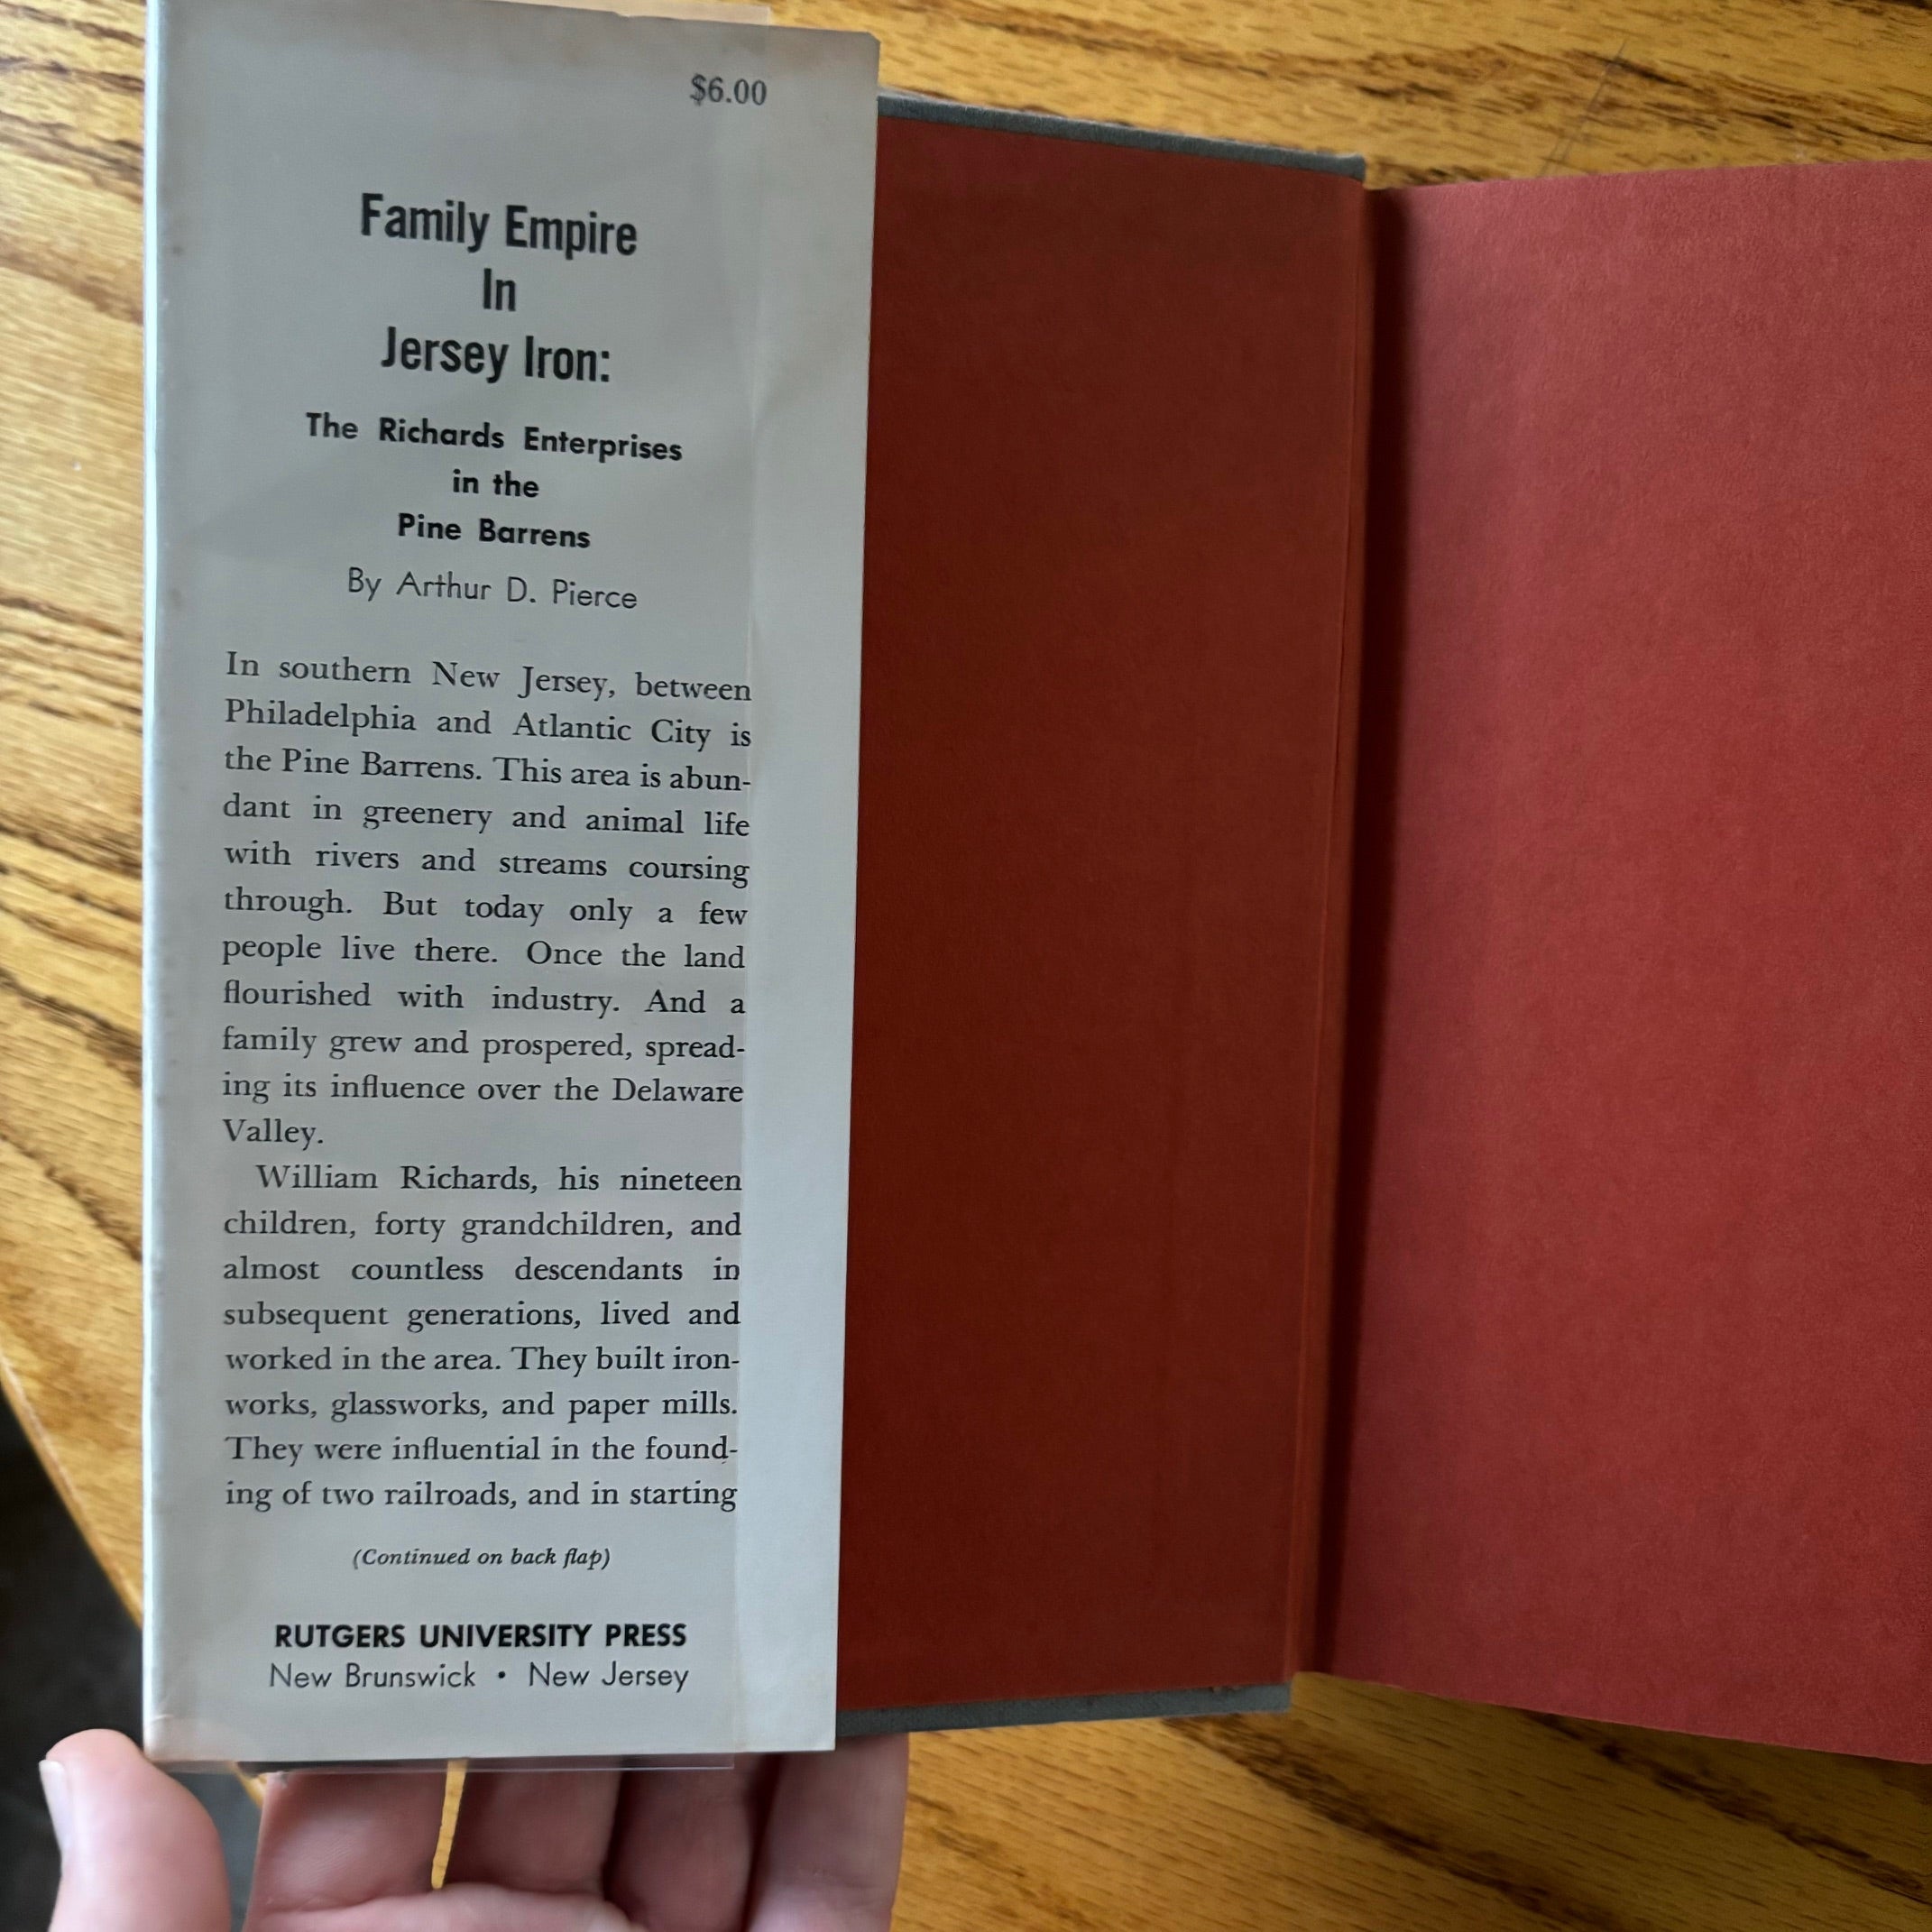 $6.00
Family Empire
In
Jersey Iron:
The Richards Enterprises
in the
Pine Barrens
By Arthur D. Pierce
In southern New Jersey, between
Philadelphia and Atlantic City is
the Pine Barrens. This area is abun-
dant in greenery and animal life
with rivers and streams coursing
through. But today only a few
people live there. Once the land
flourished with industry. And a
family grew and prospered, spread-
ing its influence over the Delaware
Valley.
William Richards, his nineteen
children, forty grandchildren, and
almost countless descendants in
subsequent generations, lived and
worked in the area. They built iron-
works, glassworks, and paper mills.
They were influential in the found-
ing of two railroads, and in starting
(Continued on back flap)
RUTGERS UNIVERSITY PRESS
New Brunswick • New Jersey